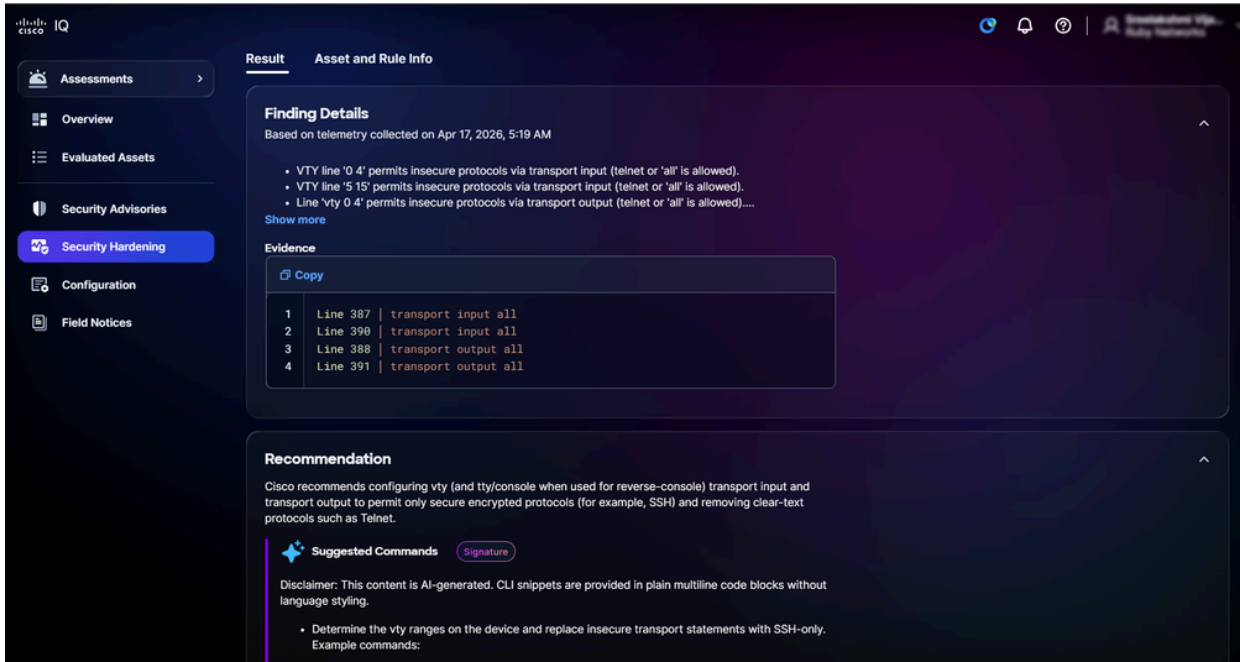 CISCO IQ
Assessments
Overview
Evaluated Assets
Security Advisories
Security Hardening
Configuration
Field Notices
Result Asset and Rule Info
Finding Details
Based on telemetry collected on Apr 17, 2026, 5:19 AM
• VTY line '0 4' permits insecure protocols via transport input (telnet or 'all' is allowed).
• VTY line '5 15' permits insecure protocols via transport input (telnet or 'all' is allowed).
• Line 'vty 0 4' permits insecure protocols via transport output (telnet or 'all' is allowed)....
Show more
Evidence
Copy
1 Line 387 | transport input all
2 Line 390 | transport input all
3 Line 388 | transport output all
4 Line 391 | transport output all
Recommendation
Cisco recommends configuring vty (and tty/console when used for reverse-console) transport input and
transport output to permit only secure encrypted protocols (for example, SSH) and removing clear-text
protocols such as Telnet.
Suggested Commands Signature
Disclaimer: This content is AI-generated. CLI snippets are provided in plain multiline code blocks without
language styling.
• Determine the vty ranges on the device and replace insecure transport statements with SSH-only.
Example commands: